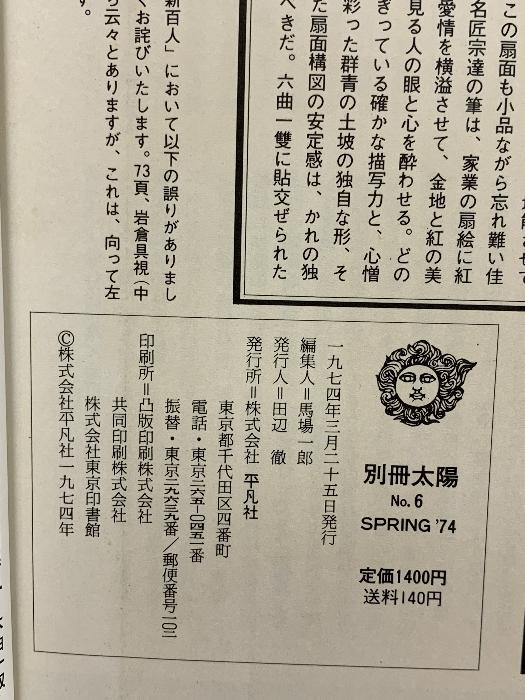 この扇面も小品ながら忘れ難い佳
名匠宗達の筆は、家業の扇絵に紅
愛情を横溢させて、金地と紅の美
見る人の眼と心を酔わせる。どの
ぎっている確かな描写力と、心憎
彩った群青の土坡の独自な形、そ
た扇面構図の安定感は、かれの独
べきだ。六曲一雙に貼交ぜられた
新百人」において以下の誤りがありまし
くお詫びいたします。73頁、岩倉具視(中
ら云々とありますが、これは、向って左
す。
別冊太陽
No.6
SPRING '74
定価1400円
送料140円
一九七四年三月二十五日発行
編集人=馬場一郎
発行人=田辺 徹
発行所=株式会社 平凡社
東京都千代田区四番町
電話・東京二六五−〇四五一番
振替・東京二九六三九番/郵便番号一〇二
印刷所=凸版印刷株式会社
共同印刷株式会社
株式会社東京印書館
©株式会社平凡社一九七四年